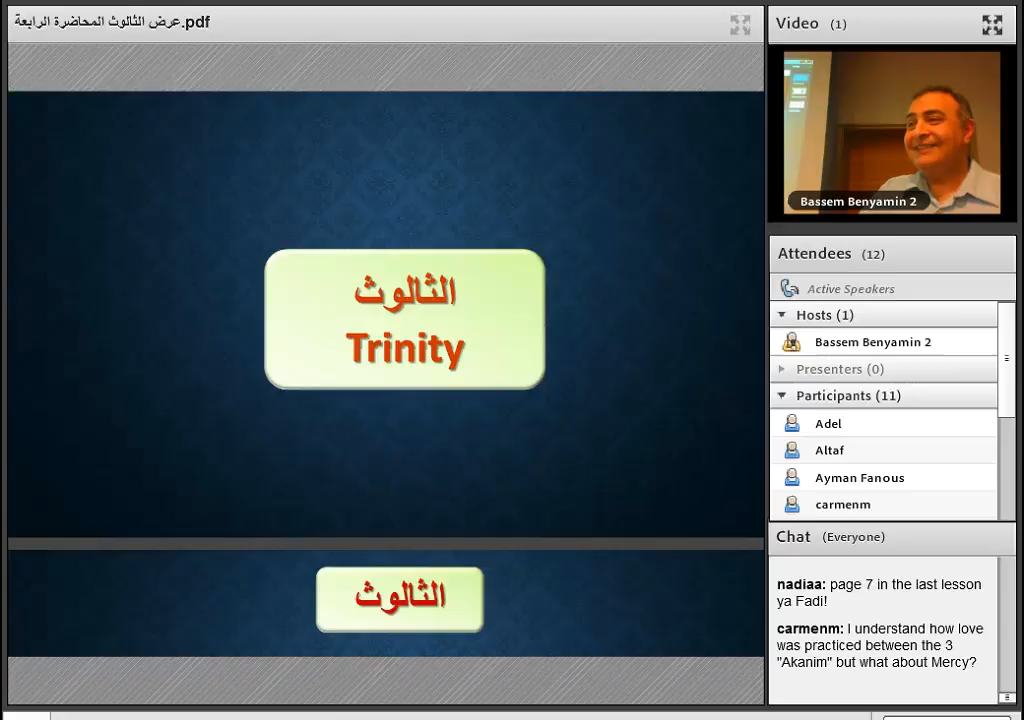 عرض الثالوث المحاضرة الرابعة.pdf
الثالوث
Trinity
الثالوث
Video (1)
Bassem Benyamin 2
Attendees (12)
Active Speakers
Hosts (1)
Bassem Benyamin 2
Presenters (0)
Participants (11)
Adel
Altaf
Ayman Fanous
carmenm
Chat (Everyone)
nadiaa: page 7 in the last lesson
ya Fadi!
carmenm: I understand how love
was practiced between the 3
"Akanim" but what about Mercy?